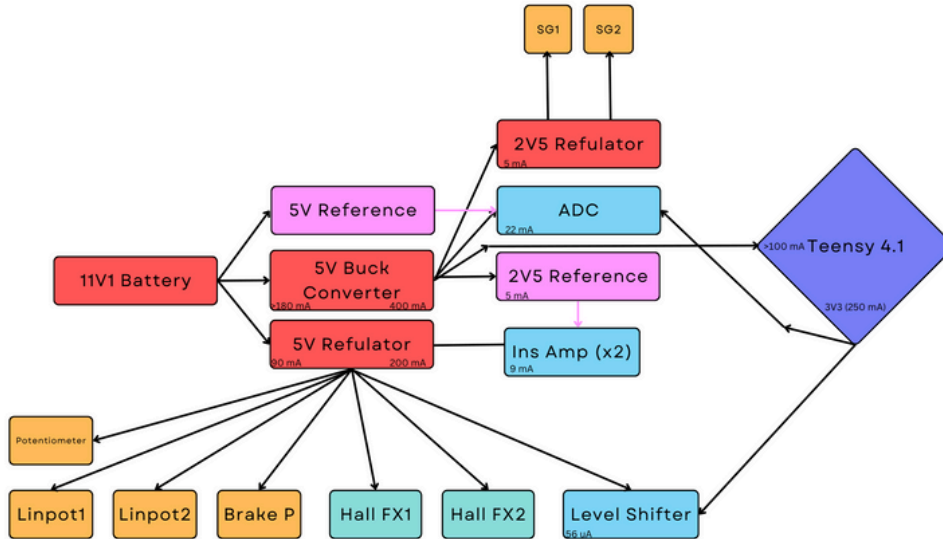 SG1
SG2
2V5 Refulator
5 mA
5V Reference
ADC
22 mA
>100 mA
Teensy 4.1
11V1 Battery
5V Buck
Converter
>180 mA
400 mA
2V5 Reference
5 mA
3V3 (250 mA)
5V Refulator
90 mA
200 mA
Ins Amp (x2)
9 mA
Potentiometer
Linpot1
Linpot2
Brake P
Hall FX1
Hall FX2
Level Shifter
56 uA